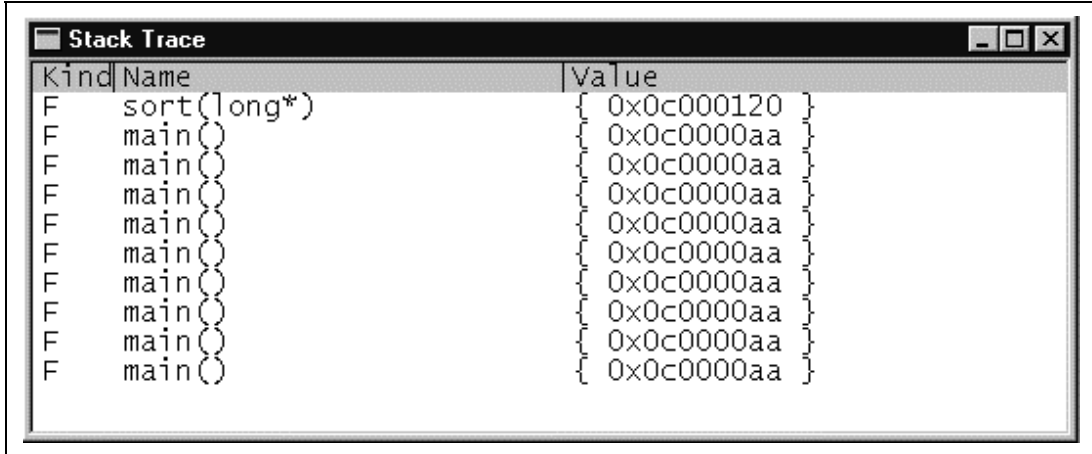 Stack Trace
Kind Name Value
F sort(long*) { 0x0c000120 }
F main() { 0x0c0000aa }
F main() { 0x0c0000aa }
F main() { 0x0c0000aa }
F main() { 0x0c0000aa }
F main() { 0x0c0000aa }
F main() { 0x0c0000aa }
F main() { 0x0c0000aa }
F main() { 0x0c0000aa }
F main() { 0x0c0000aa }